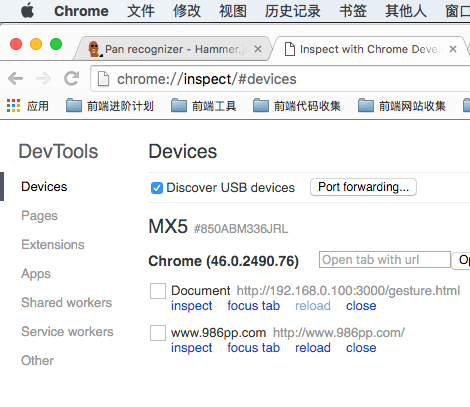 Chrome 文件 修改 视图 历史记录 书签 其他人 窗口
Pan recognizer - Hammer.j
Inspect with Chrome Devel
chrome://inspect/#devices
应用 前端进阶计划 前端工具 前端代码收集 前端网站收集
DevTools
Devices
Devices
Discover USB devices
Port forwarding...
Pages
MX5 #850ABM336JRL
Extensions
Chrome (46.0.2490.76)
Open tab with url
Apps
Document http://192.168.0.100:3000/gesture.html
Shared workers
inspect focus tab reload close
Service workers
www.986pp.com http://www.986pp.com/
inspect focus tab reload close
Other